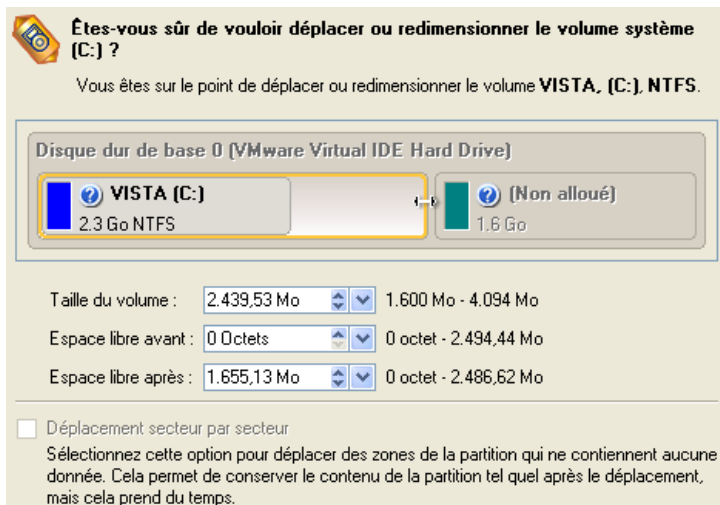 Êtes-vous sûr de vouloir déplacer ou redimensionner le volume système
(C:) ?
Vous êtes sur le point de déplacer ou redimensionner le volume VISTA, (C:), NTFS.
Disque dur de base 0 (VMware Virtual IDE Hard Drive)
VISTA (C:)
2.3 Go NTFS
(Non alloué)
1.6 Go
Taille du volume : 2.439,53 Mo 1.600 Mo - 4.094 Mo
Espace libre avant : 0 Octets 0 octet - 2.494,44 Mo
Espace libre après : 1.655,13 Mo 0 octet - 2.486,62 Mo
Déplacement secteur par secteur
Sélectionnez cette option pour déplacer des zones de la partition qui ne contiennent aucune
donnée. Cela permet de conserver le contenu de la partition tel quel après le déplacement,
mais cela prend du temps.